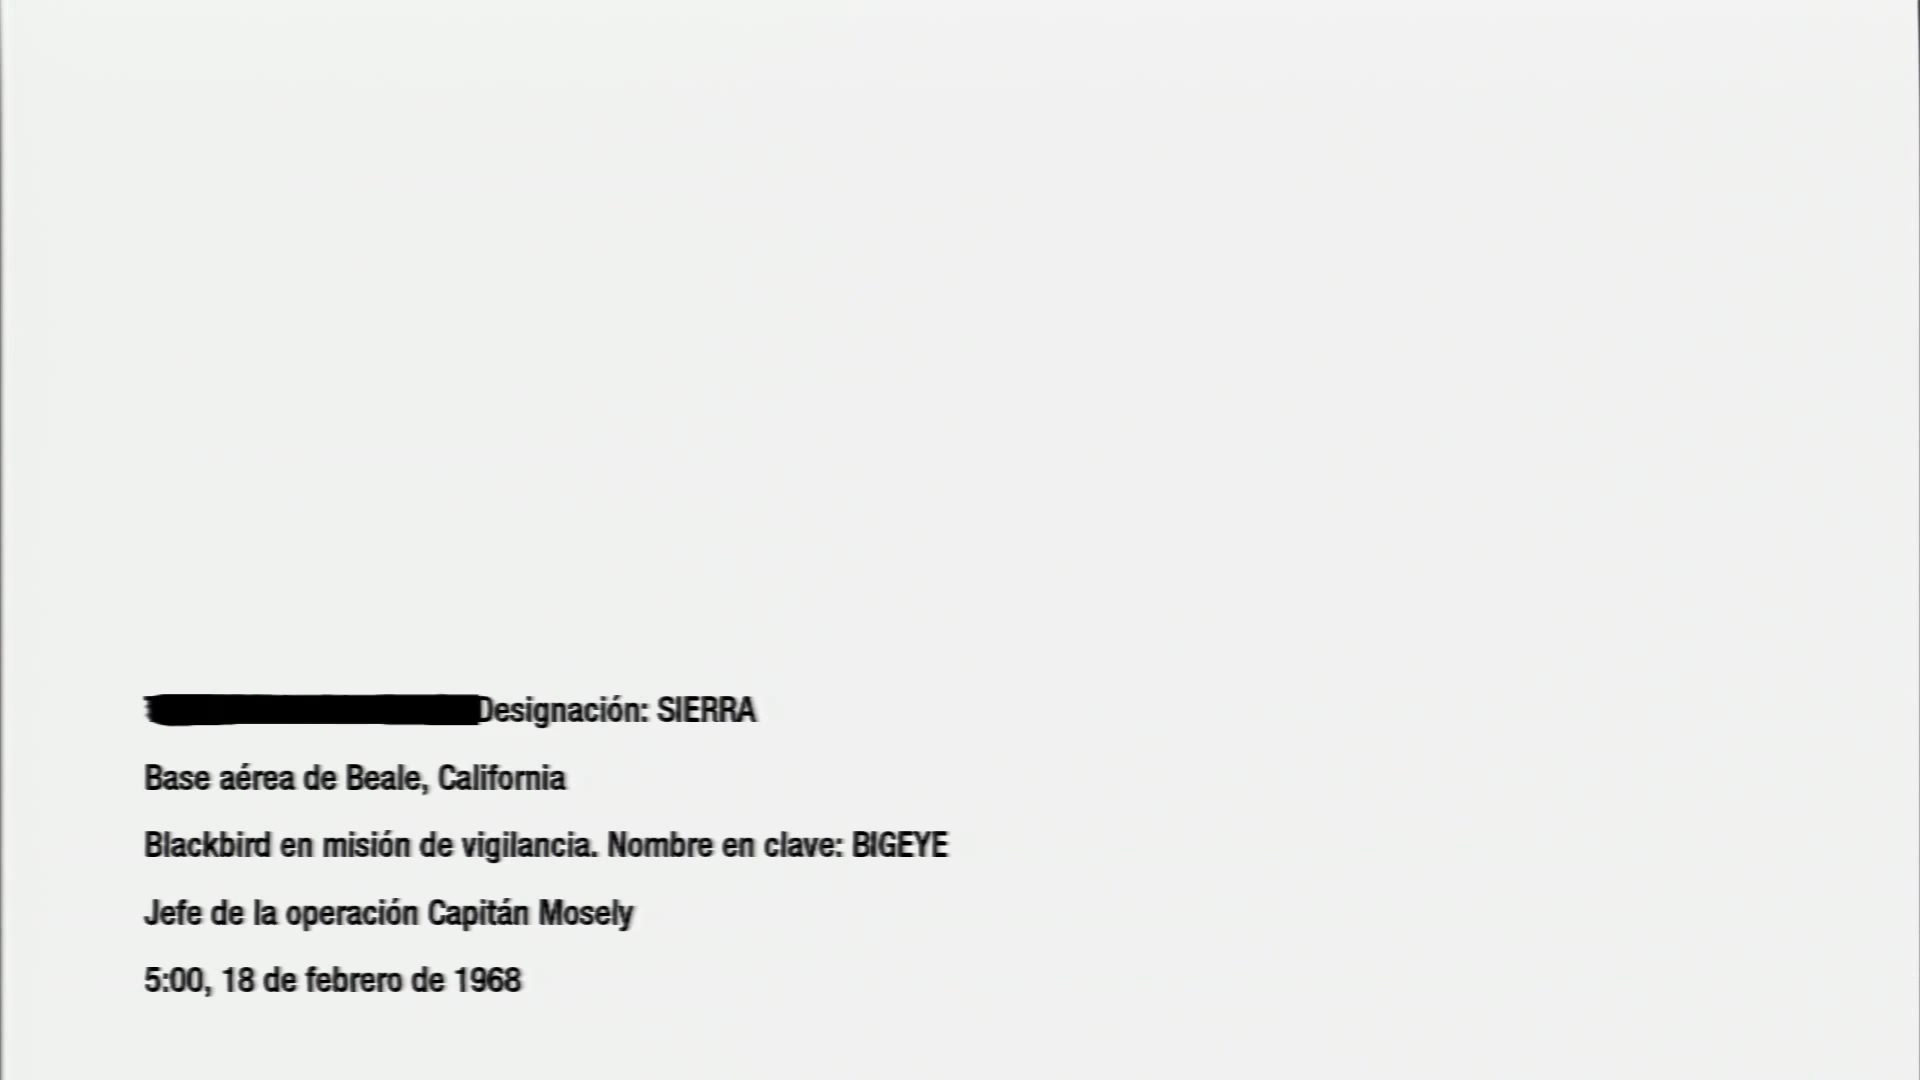 Designación: SIERRA
Base aérea de Beale, California
Blackbird en misión de vigilancia. Nombre en clave: BIGEYE
Jefe de la operación Capitán Mosely
5:00, 18 de febrero de 1968